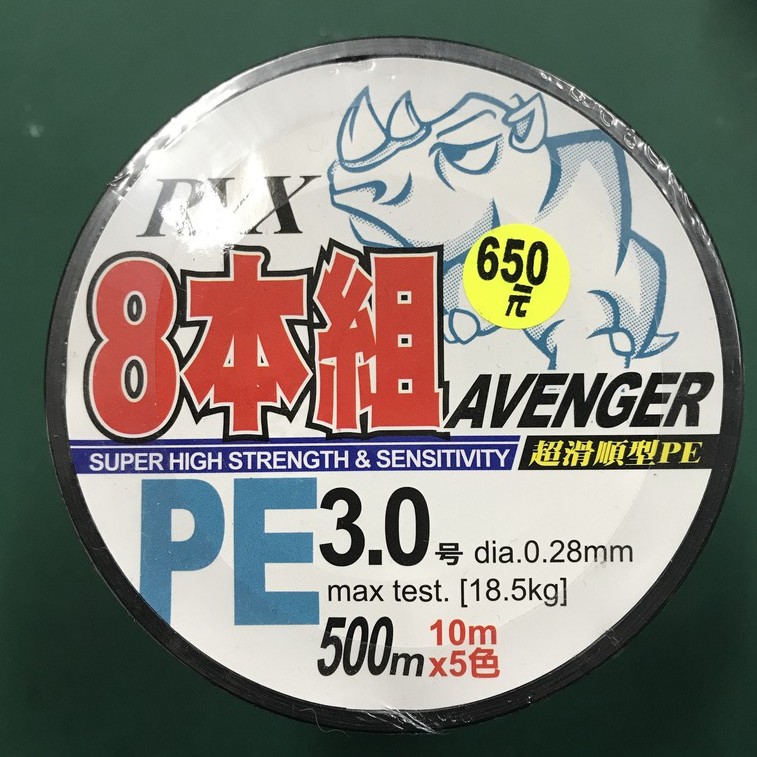 RLX
650
元
8本組
AVENGER
SUPER HIGH STRENGTH & SENSITIVITY
超滑順型PE
PE
3.0号 dia.0.28mm
max test. [18.5kg]
500m
10m
x5色